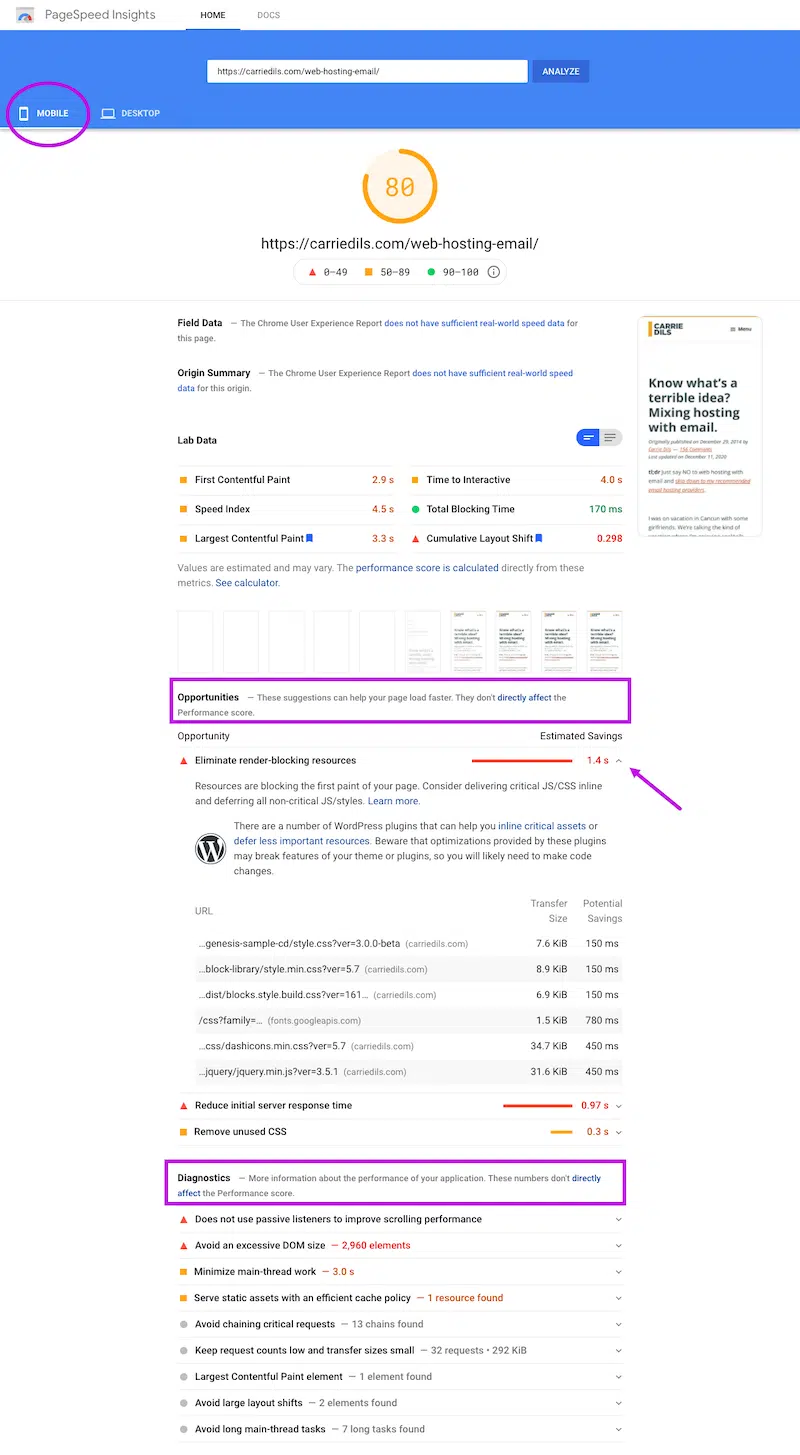 PageSpeed Insights
HOME
DOCS
https://carriedils.com/web-hosting-email/
ANALYZE
MOBILE
DESKTOP
80
https://carriedils.com/web-hosting-email/
0–49
50–89
90–100
Field Data — The Chrome User Experience Report does not have sufficient real-world speed data for
this page.
Origin Summary — The Chrome User Experience Report does not have sufficient real-world speed
data for this origin.
CARRIE
DILS
Menu
Know what's a
terrible idea?
Mixing hosting
with email.
Originally published on December 29, 2014 by
Carrie Dils — 156 Comments
Last updated on December 11, 2020
tl;dr Just say NO to web hosting with
email and skip down to my recommended
email hosting providers.
I was on vacation in Cancun with some
girlfriends. We're talking the kind of
Lab Data
First Contentful Paint 2.9 s
Time to Interactive 4.0 s
Speed Index 4.5 s
Total Blocking Time 170 ms
Largest Contentful Paint 3.3 s
Cumulative Layout Shift 0.298
Values are estimated and may vary. The performance score is calculated directly from these
metrics. See calculator.
Opportunities — These suggestions can help your page load faster. They don't directly affect the
Performance score.
Opportunity Estimated Savings
Eliminate render-blocking resources 1.4 s
Resources are blocking the first paint of your page. Consider delivering critical JS/CSS inline
and deferring all non-critical JS/styles. Learn more.
There are a number of WordPress plugins that can help you inline critical assets or
defer less important resources. Beware that optimizations provided by these plugins
may break features of your theme or plugins, so you will likely need to make code
changes.
URL
Transfer Size
Potential Savings
…genesis-sample-cd/style.css?ver=3.0.0-beta (carriedils.com) 7.6 KiB 150 ms
…block-library/style.min.css?ver=5.7 (carriedils.com) 8.9 KiB 150 ms
…dist/blocks.style.build.css?ver=161… (carriedils.com) 6.9 KiB 150 ms
/css?family=… (fonts.googleapis.com) 1.5 KiB 780 ms
…css/dashicons.min.css?ver=5.7 (carriedils.com) 34.7 KiB 450 ms
…jquery/jquery.min.js?ver=3.5.1 (carriedils.com) 31.6 KiB 450 ms
Reduce initial server response time 0.97 s
Remove unused CSS 0.3 s
Diagnostics — More information about the performance of your application. These numbers don't directly
affect the Performance score.
Does not use passive listeners to improve scrolling performance
Avoid an excessive DOM size — 2,960 elements
Minimize main-thread work — 3.0 s
Serve static assets with an efficient cache policy — 1 resource found
Avoid chaining critical requests — 13 chains found
Keep request counts low and transfer sizes small — 32 requests • 292 KiB
Largest Contentful Paint element — 1 element found
Avoid large layout shifts — 2 elements found
Avoid long main-thread tasks — 7 long tasks found